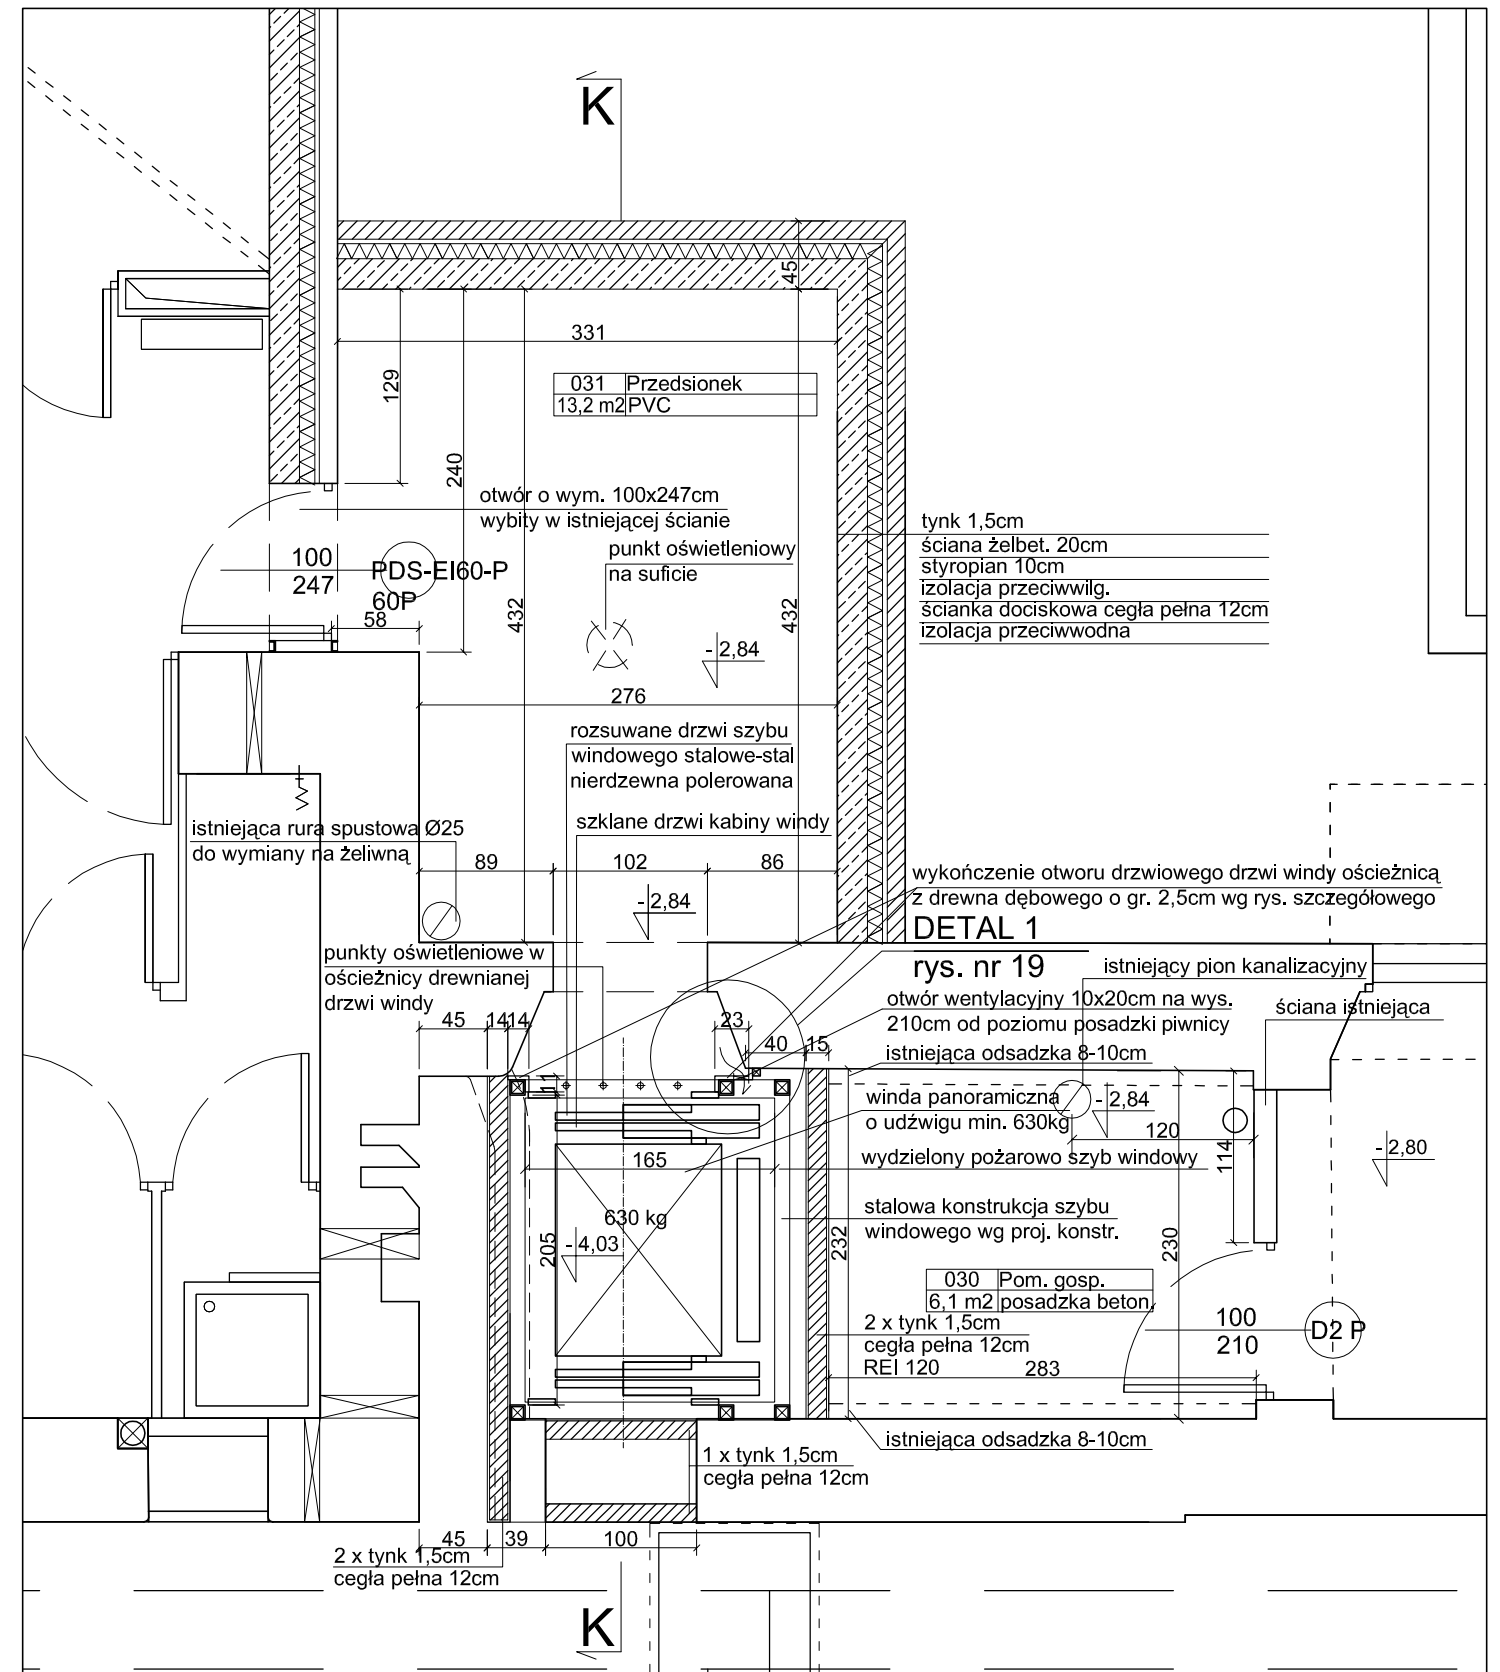 K
45
331
129
031 Przedsionek
13,2 m2 PVC
240
otwór o wym. 100x247cm
wybity w istniejącej ścianie
tynk 1,5cm
ściana żelbet. 20cm
styropian 10cm
izolacja przeciwwilg.
ścianka dociskowa cegła pełna 12cm
izolacja przeciwwodna
punkt oświetleniowy
na suficie
100
247
PDS-EI60-P
60P
58
432
432
- 2,84
276
rozsuwane drzwi szybu
windowego stalowe-stal
nierdzewna polerowana
szklane drzwi kabiny windy
istniejąca rura spustowa Ø25
do wymiany na żeliwną
89
102
86
- 2,84
wykończenie otworu drzwiowego drzwi windy ościeżnicą
z drewna dębowego o gr. 2,5cm wg rys. szczegółowego
DETAL 1
rys. nr 19
punkty oświetleniowe w
ościeżnicy drewnianej
drzwi windy
istniejący pion kanalizacyjny
otwór wentylacyjny 10x20cm na wys.
210cm od poziomu posadzki piwnicy
ściana istniejąca
45
14
14
23
40
15
istniejąca odsadzka 8-10cm
11
winda panoramiczna
o udźwigu min. 630kg
- 2,84
120
114
- 2,80
165
wydzielony pożarowo szyb windowy
stalowa konstrukcja szybu
windowego wg proj. konstr.
630 kg
- 4,03
205
232
230
030 Pom. gosp.
6,1 m2 posadzka beton.
2 x tynk 1,5cm
cegła pełna 12cm
REI 120
283
100
210
D2 P
istniejąca odsadzka 8-10cm
1 x tynk 1,5cm
cegła pełna 12cm
45
39
100
2 x tynk 1,5cm
cegła pełna 12cm
K